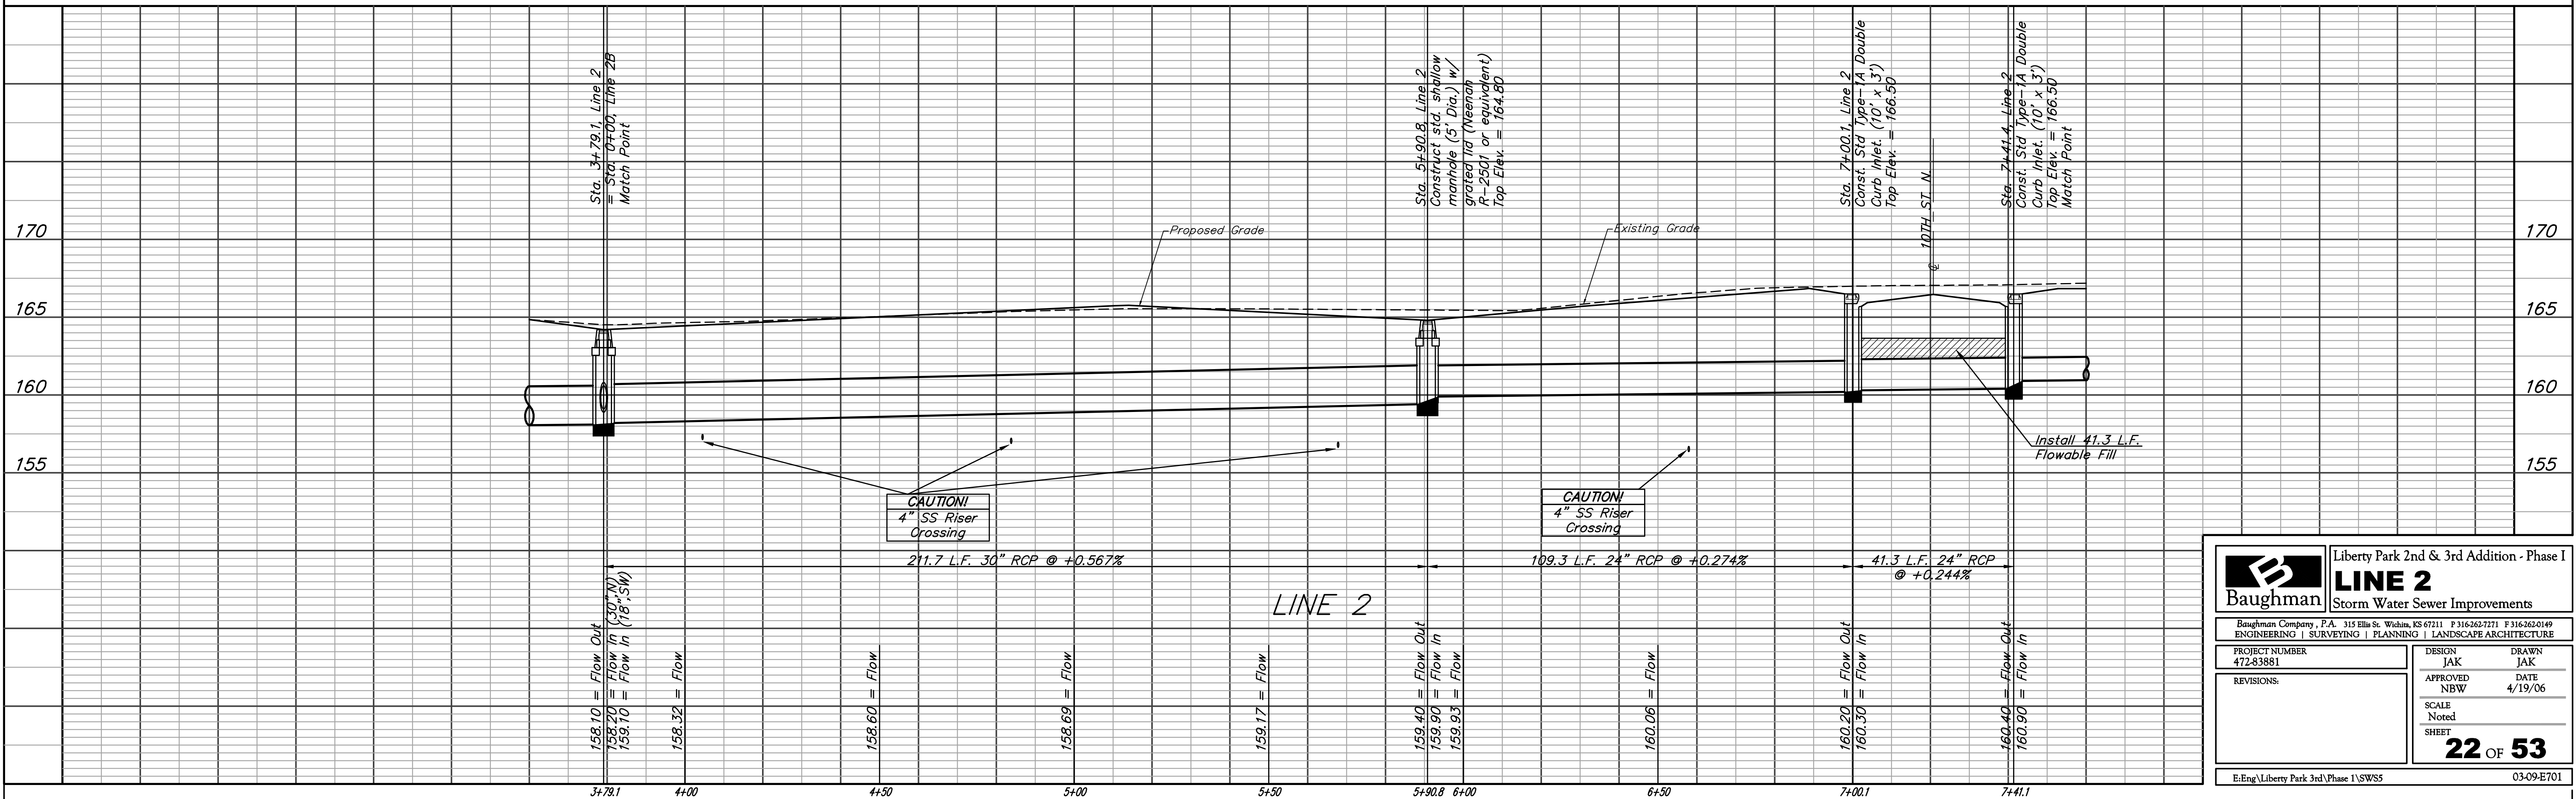 Sta. 3+79.1, Line 2
= Sta. 0+00, Line 2B
Match Point
Sta. 5+90.8, Line 2
Construct std. shallow
manhole (5' Dia.) w/
grated lid (Neenan
R-2501 or equivalent)
Top Elev. = 164.80
Sta. 7+00.1, Line 2
Const. Std Type-1A Double
Curb Inlet. (10' x 3')
Top Elev. = 166.50
10TH ST. N.
Sta. 7+41.4, Line 2
Const. Std Type-1A Double
Curb Inlet. (10' x 3')
Top Elev. = 166.50
Match Point
170
Proposed Grade
Existing Grade
170
165
165
160
160
155
155
Install 41.3 L.F.
Flowable Fill
CAUTION!
4" SS Riser
Crossing
CAUTION!
4" SS Riser
Crossing
211.7 L.F. 30" RCP @ +0.567%
109.3 L.F. 24" RCP @ +0.274%
41.3 L.F. 24" RCP
@ +0.244%
LINE 2
158.10 = Flow Out
158.20 = Flow In (30",N)
159.10 = Flow In (18",SW)
158.32 = Flow
158.60 = Flow
158.69 = Flow
159.17 = Flow
159.40 = Flow Out
159.90 = Flow In
159.93 = Flow
160.06 = Flow
160.20 = Flow Out
160.30 = Flow In
160.40 = Flow Out
160.90 = Flow In
3+79.1
4+00
4+50
5+00
5+50
5+90.8
6+00
6+50
7+00.1
7+41.1
B
Baughman
Liberty Park 2nd & 3rd Addition - Phase I
LINE 2
Storm Water Sewer Improvements
Baughman Company, P.A. 315 Ellis St. Wichita, KS 67211 P 316-262-7271 F 316-262-0149
ENGINEERING | SURVEYING | PLANNING | LANDSCAPE ARCHITECTURE
PROJECT NUMBER
472-83881
REVISIONS:
DESIGN
JAK
DRAWN
JAK
APPROVED
NBW
DATE
4/19/06
SCALE
Noted
SHEET
22 OF 53
E:Eng\Liberty Park 3rd\Phase 1\SWS5
03-09-E701